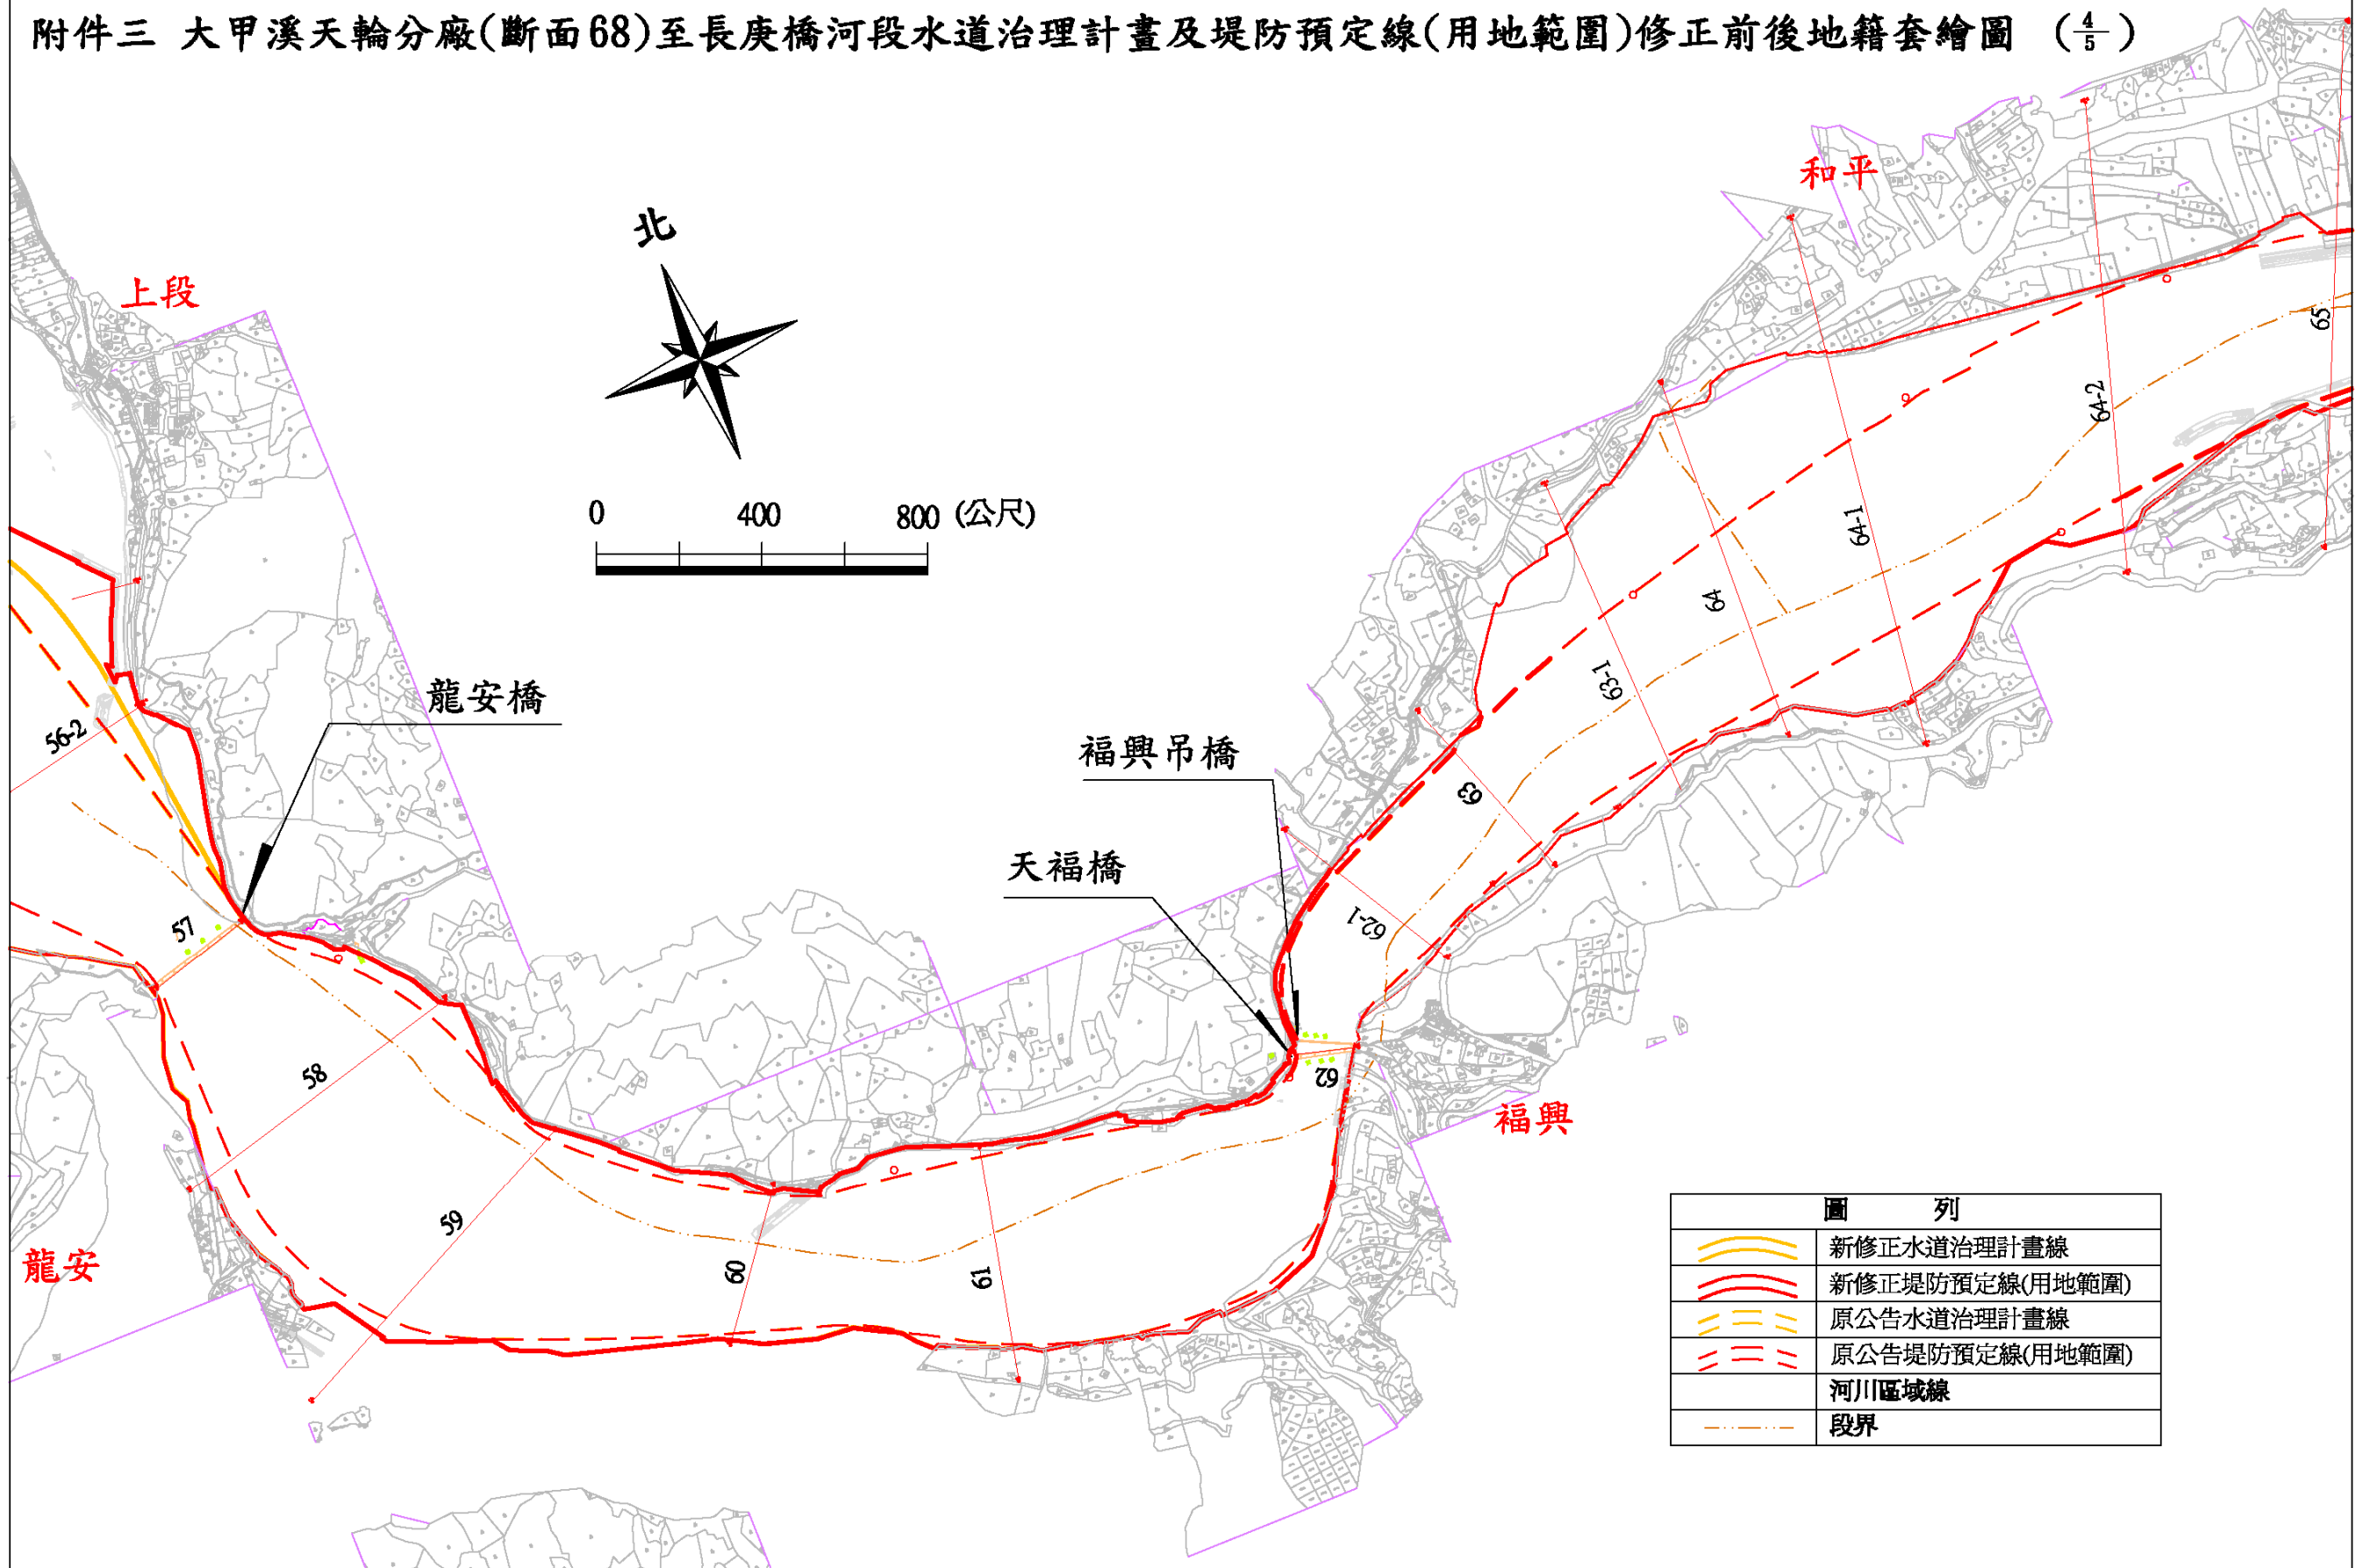 附件三 大甲溪天輪分廠(斷面68)至長庚橋河段水道治理計畫及堤防預定線(用地範圍)修正前後地籍套繪圖 (4/5)
和平
北
上段
65
64-2
0 400 800 (公尺)
64-1
64
龍安橋
63-1
56-2
福興吊橋
63
天福橋
57
62-1
58
62
福興
59
60
61
龍安
圖 列
新修正水道治理計畫線
新修正堤防預定線(用地範圍)
原公告水道治理計畫線
原公告堤防預定線(用地範圍)
河川區域線
段界